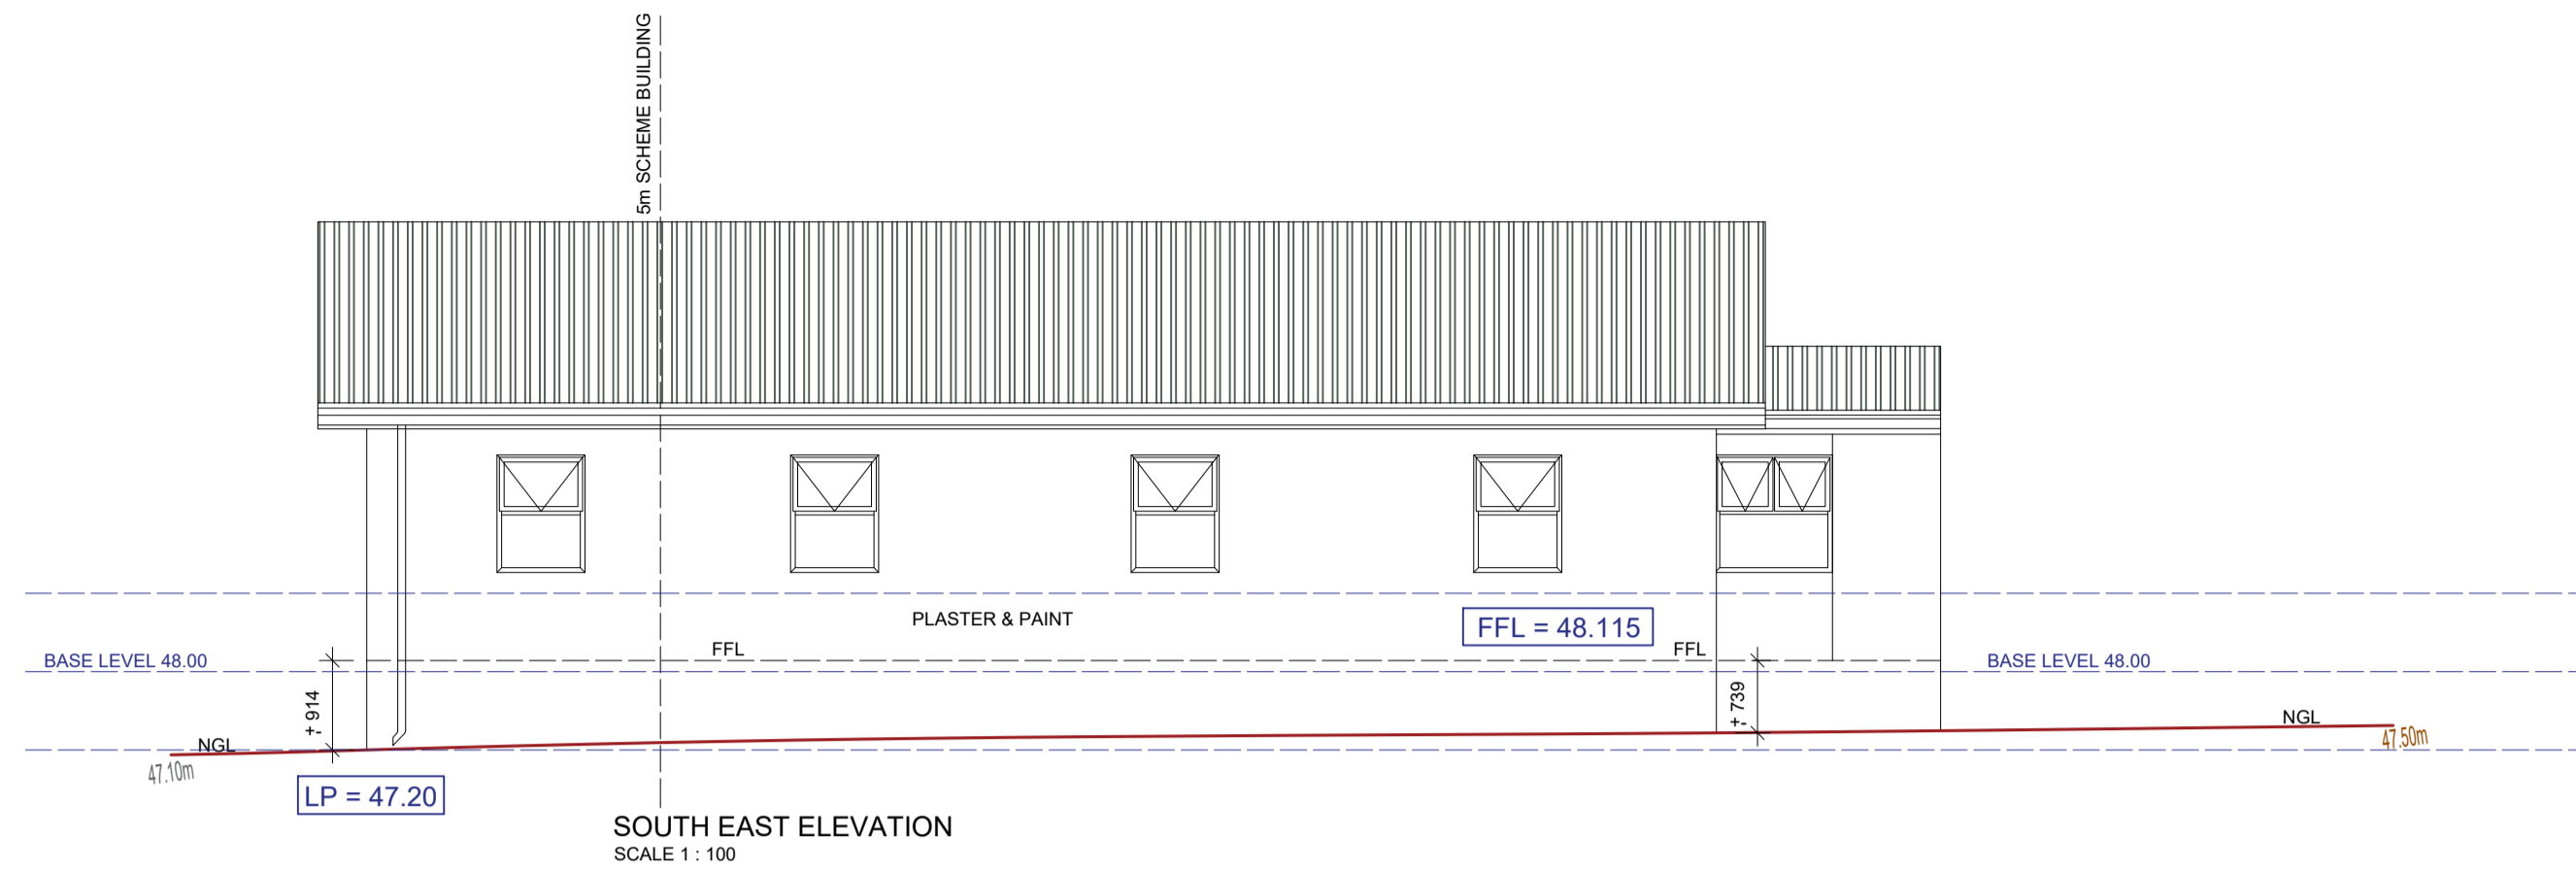 5m SCHEME BUILDING
PLASTER & PAINT
FFL = 48.115
FFL
FFL
BASE LEVEL 48.00
BASE LEVEL 48.00
+- 914
+- 739
NGL
NGL
47.10m
47.50m
LP = 47.20
SOUTH EAST ELEVATION
SCALE 1 : 100